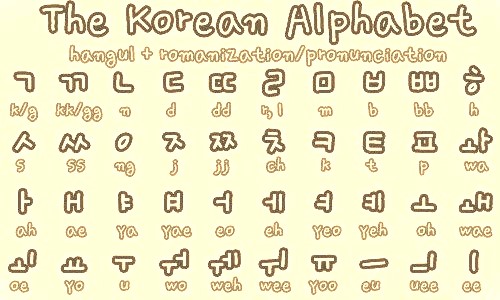 The Korean Alphabet
hangul + romanization/pronunciation
ㄱ ㄲ ㄴ ㄷ ㄸ ㄹ ㅁ ㅂ ㅃ ㅎ
k/g kk/gg n d dd r,l m b bb h
ㅅ ㅆ ㅇ ㅈ ㅉ ㅊ ㅋ ㅌ ㅍ ㅘ
s ss ng j jj ch k t p wa
ㅏ ㅐ ㅑ ㅒ ㅓ ㅔ ㅕ ㅖ ㅗ ㅙ
ah ae ya yae eo eh yeo yeh oh wae
ㅚ ㅛ ㅜ ㅝ ㅞ ㅟ ㅠ ㅡ ㅢ ㅣ
oe yo u wo weh wee yoo eu uee ee